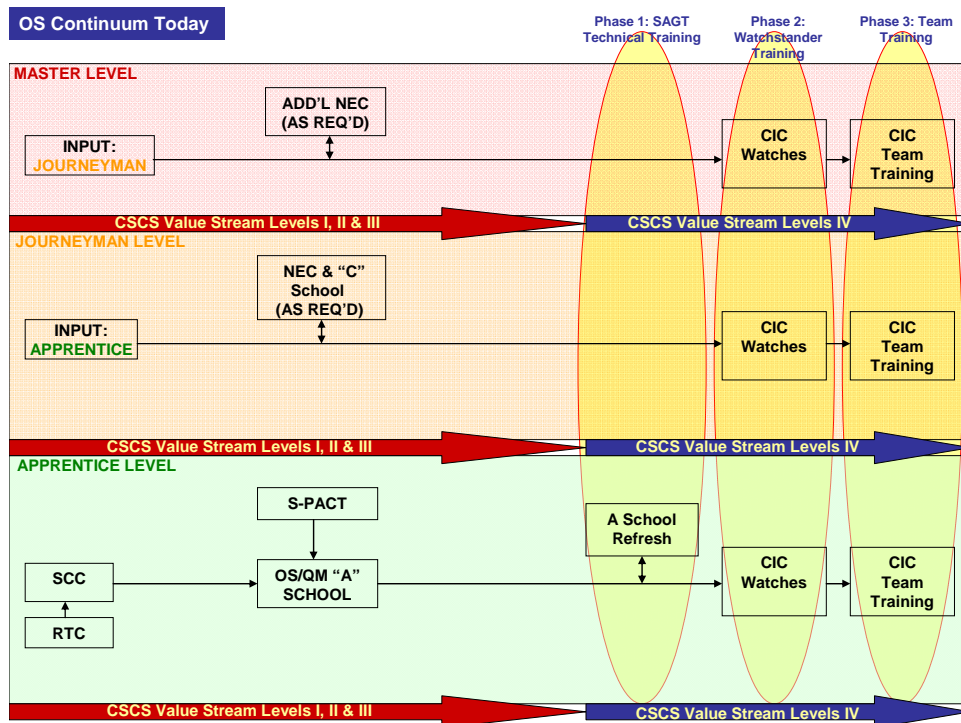 OS Continuum Today
Phase 1: SAGT
Technical Training
Phase 2:
Watchstander
Training
Phase 3: Team
Training
MASTER LEVEL
ADD'L NEC
(AS REQ'D)
INPUT:
JOURNEYMAN
CIC
Watches
CIC
Team
Training
CSCS Value Stream Levels I, II & III
CSCS Value Stream Levels IV
JOURNEYMAN LEVEL
NEC & “C”
School
(AS REQ'D)
INPUT:
APPRENTICE
CIC
Watches
CIC
Team
Training
CSCS Value Stream Levels I, II & III
CSCS Value Stream Levels IV
APPRENTICE LEVEL
S-PACT
A School
Refresh
SCC
OS/QM “A”
SCHOOL
CIC
Watches
CIC
Team
Training
RTC
CSCS Value Stream Levels I, II & III
CSCS Value Stream Levels IV